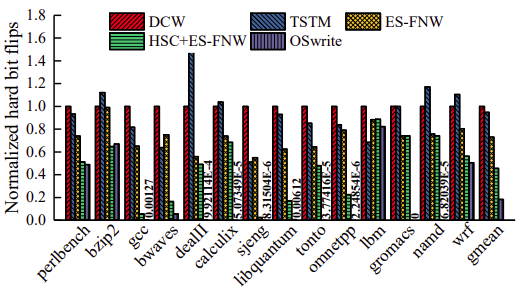 DCW TSTM ES-FNW
HSC+ES-FNW OSwrite
Normalized hard bit flips
1.8
1.6
1.4
1.2
1.0
0.8
0.6
0.4
0.2
0.0
0.00127
9.92114E-4
5.07349E-5
8.31504E-6
0.00612
3.77416E-5
2.24854E-6
0
6.82039E-5
perlbench
bzip2
gcc
bwaves
dealII
calculix
sjeng
libquantum
tonto
omnetpp
lbm
gromacs
namd
wrf
gmean